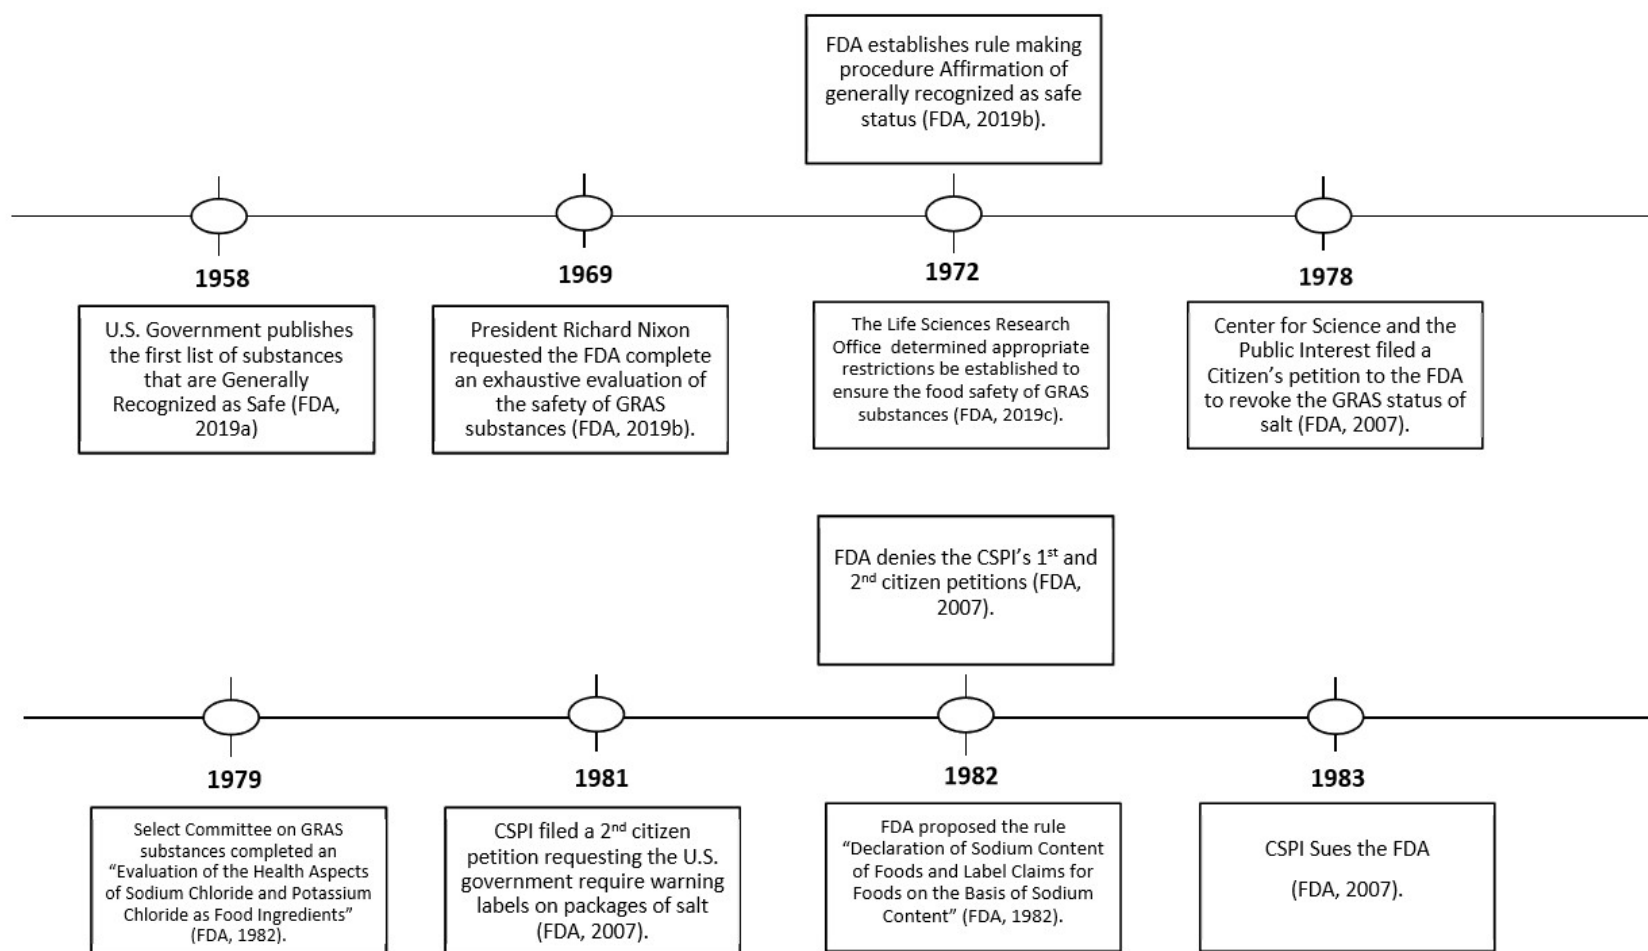 FDA establishes rule making
procedure Affirmation of
generally recognized as safe
status (FDA, 2019b).
1958
1969
1972
1978
U.S. Government publishes
the first list of substances
that are Generally
Recognized as Safe (FDA,
2019a)
President Richard Nixon
requested the FDA complete
an exhaustive evaluation of
the safety of GRAS
substances (FDA, 2019b).
The Life Sciences Research
Office determined appropriate
restrictions be established to
ensure the food safety of GRAS
substances (FDA, 2019c).
Center for Science and the
Public Interest filed a
Citizen’s petition to the FDA
to revoke the GRAS status of
salt (FDA, 2007).
FDA denies the CSPI’s 1st and
2nd citizen petitions (FDA,
2007).
1979
1981
1982
1983
Select Committee on GRAS
substances completed an
“Evaluation of the Health Aspects
of Sodium Chloride and Potassium
Chloride as Food Ingredients”
(FDA, 1982).
CSPI filed a 2nd citizen
petition requesting the U.S.
government require warning
labels on packages of salt
(FDA, 2007).
FDA proposed the rule
“Declaration of Sodium Content
of Foods and Label Claims for
Foods on the Basis of Sodium
Content” (FDA, 1982).
CSPI Sues the FDA
(FDA, 2007).